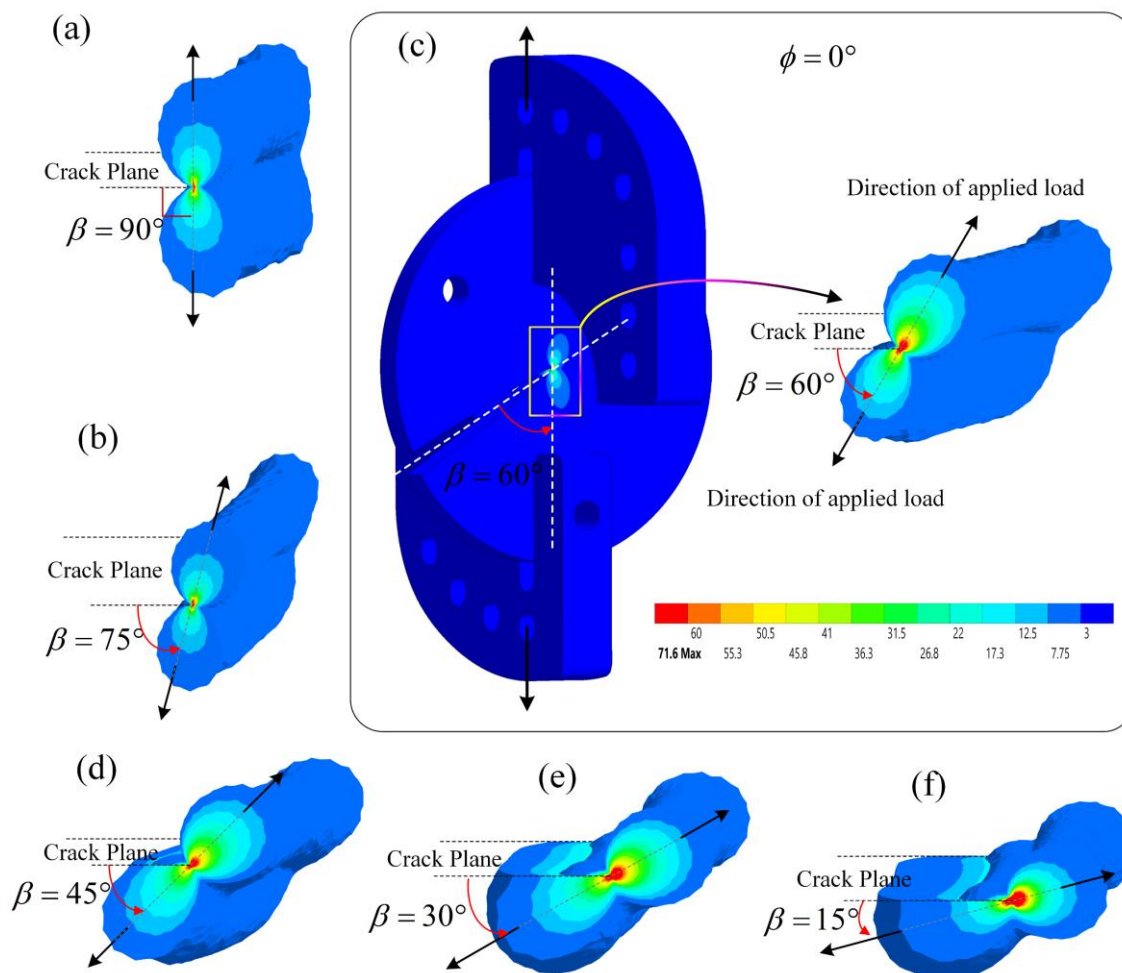 (a)
Crack Plane
β = 90°
(b)
Crack Plane
β = 75°
(c)
ϕ = 0°
β = 60°
Direction of applied load
Crack Plane
β = 60°
Direction of applied load
60 50.5 41 31.5 22 12.5 3
71.6 Max 55.3 45.8 36.3 26.8 17.3 7.75
(d)
Crack Plane
β = 45°
(e)
Crack Plane
β = 30°
(f)
Crack Plane
β = 15°